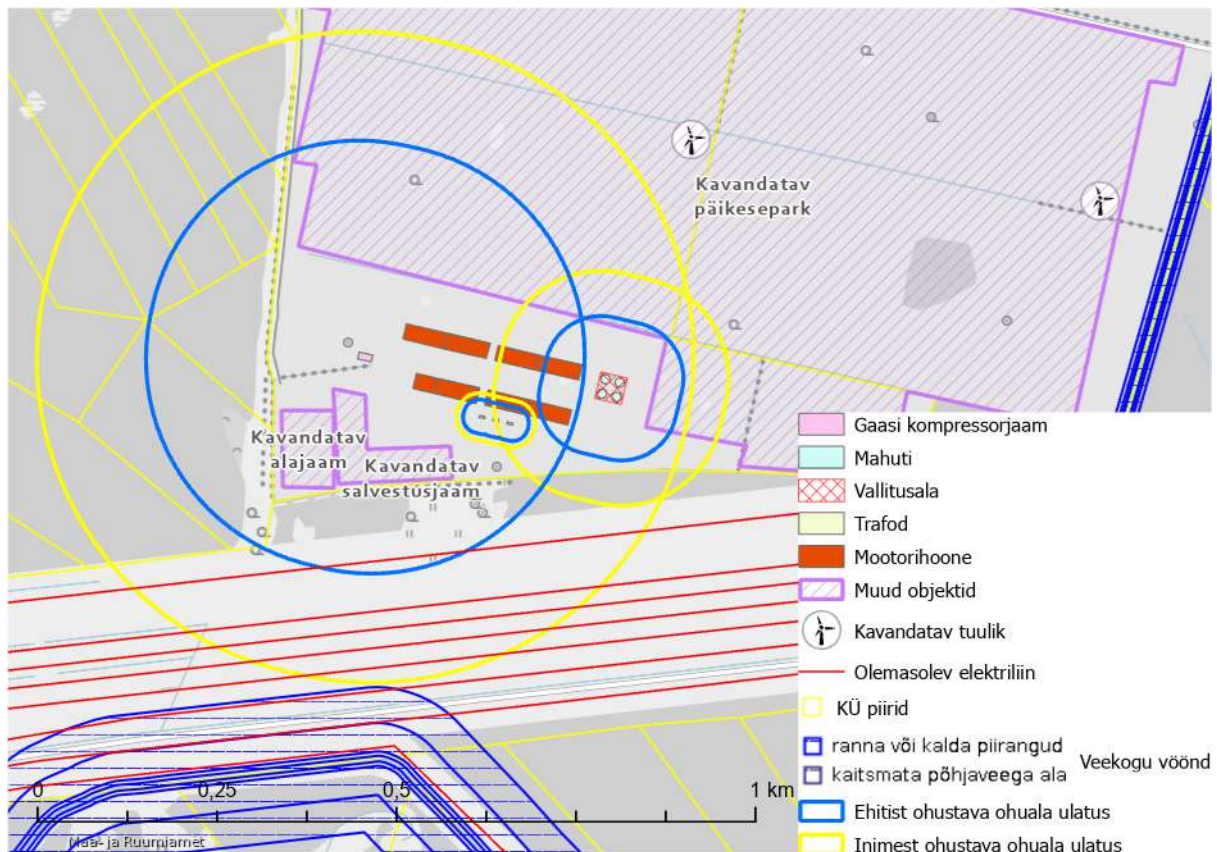 Kavandatav
päikesepark
Kavandatav
alajaam
Kavandatav
salvestusjaam
Gaasi kompressorjaam
Mahuti
Vallitusala
Trafod
Mootorihoone
Muud objektid
Kavandatav tuulik
Olemasolev elektriliin
KÜ piirid
ranna või kalda piirangud
kaitsmata põhjaveega ala
Veekogu vöönd
Ehitist ohustava ohuala ulatus
Inimest ohustava ohuala ulatus
0 0,25 0,5 1 km
Maa- ja Ruumiamet